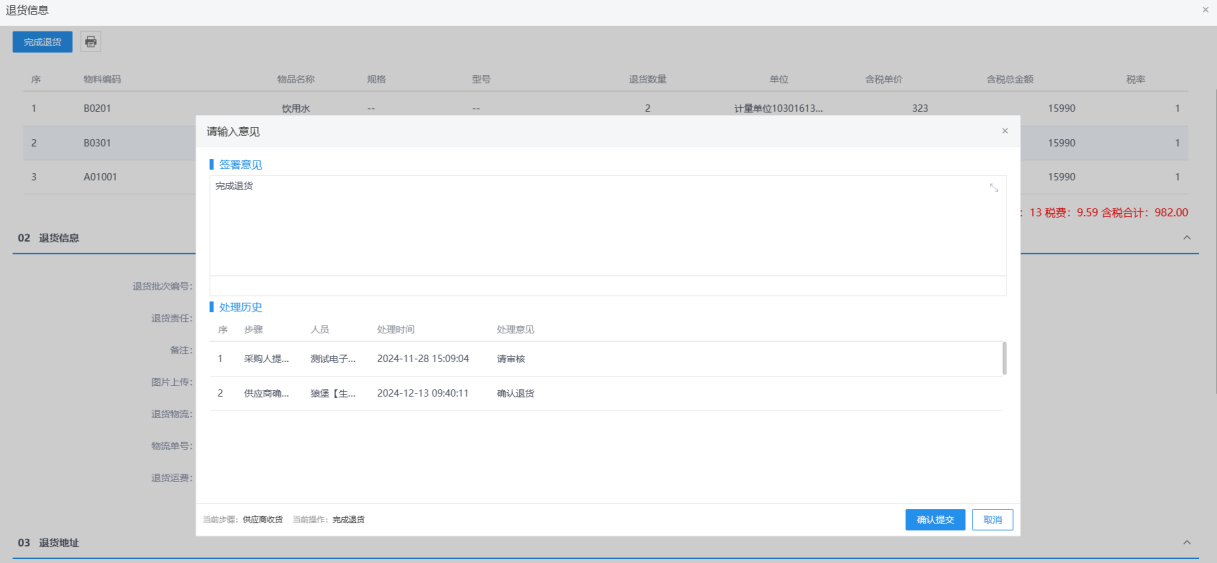 退货信息
完成退货
序 物料编码 物品名称 规格 型号 退货数量 单位 含税单价 含税总金额 税率
1 B0201 饮用水 -- -- 2 计量单位10301613... 323 15990 1
请输入意见
2 B0301 15990 1
签署意见
3 A01001 15990 1
完成退货
: 13 税费: 9.59 含税合计: 982.00
02 退货信息
退货批次编号:
处理历史
退货责任:
序 步骤 人员 处理时间 处理意见
备注:
1 采购人提... 测试电子... 2024-11-28 15:09:04 请审核
图片上传:
2 供应商确... 狼堡【生... 2024-12-13 09:40:11 确认退货
退货物流:
物流单号:
退货运费:
当前步骤: 供应商收货 当前操作: 完成退货
确认提交 取消
03 退货地址